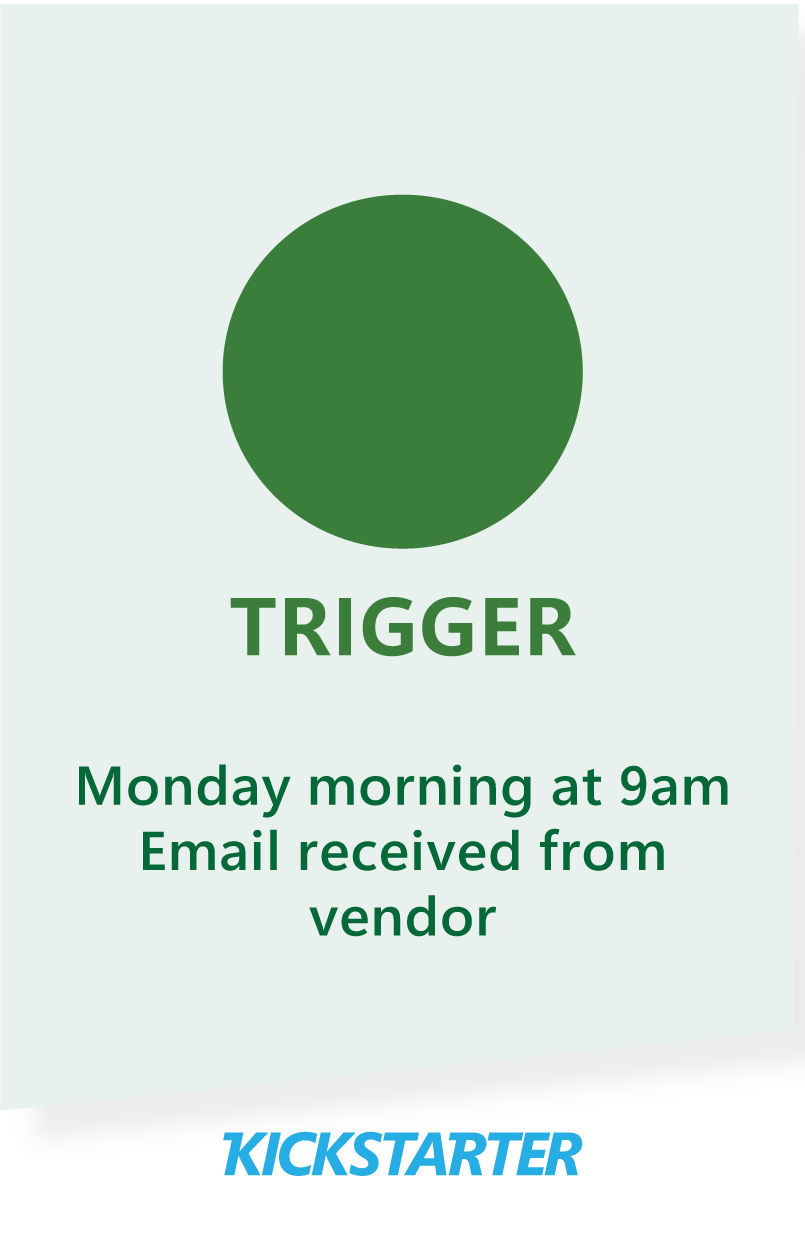 TRIGGER
Monday morning at 9am
Email received from
vendor
KICKSTARTER